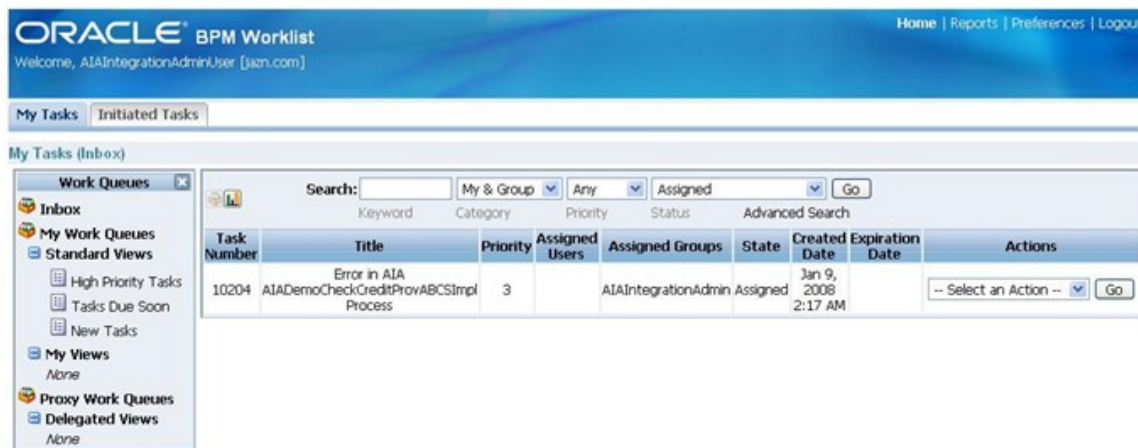 ORACLE® BPM Worklist
Home | Reports | Preferences | Logout
Welcome, AIAIntegrationAdminUser [jazn.com]
My Tasks
Initiated Tasks
My Tasks (Inbox)
Work Queues
Inbox
My Work Queues
Standard Views
High Priority Tasks
Tasks Due Soon
New Tasks
My Views
None
Proxy Work Queues
Delegated Views
None
Search: My & Group Any Assigned Go
Keyword Category Priority Status Advanced Search
Task Number Title Priority Assigned Users Assigned Groups State Created Date Expiration Date Actions
10204 Error in AIA AIADemoCheckCreditProvABCSImpl Process 3 AIAIntegrationAdmin Assigned Jan 9, 2008 2:17 AM -- Select an Action -- Go